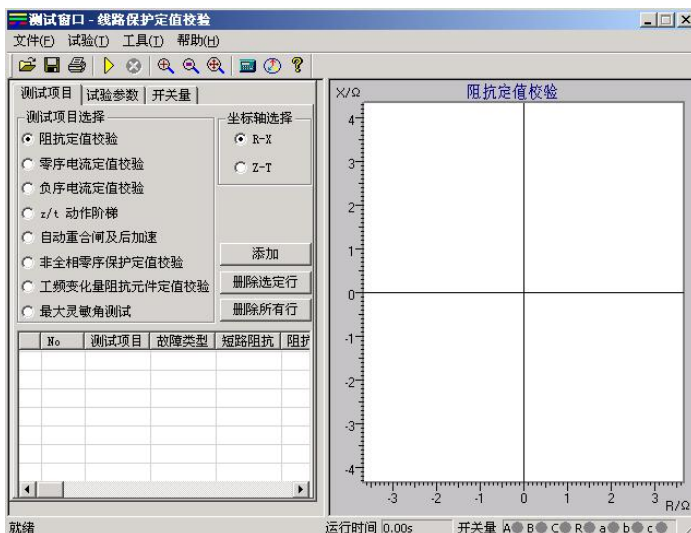 测试窗口 - 线路保护定值校验
文件(F) 试验(T) 工具(T) 帮助(H)
测试项目 试验参数 开关量
测试项目选择
阻抗定值校验
零序电流定值校验
负序电流定值校验
z/t 动作阶梯
自动重合闸及后加速
非全相零序保护定值校验
工频变化量阻抗元件定值校验
最大灵敏角测试
坐标轴选择
R-X
Z-T
添加
删除选定行
删除所有行
No 测试项目 故障类型 短路阻抗 阻抗
X/Ω 阻抗定值校验
4
3
2
1
0
-1
-2
-3
-4
-3 -2 -1 0 1 2 3 R/Ω
就绪 运行时间 0.00s 开关量 A B C R a b c